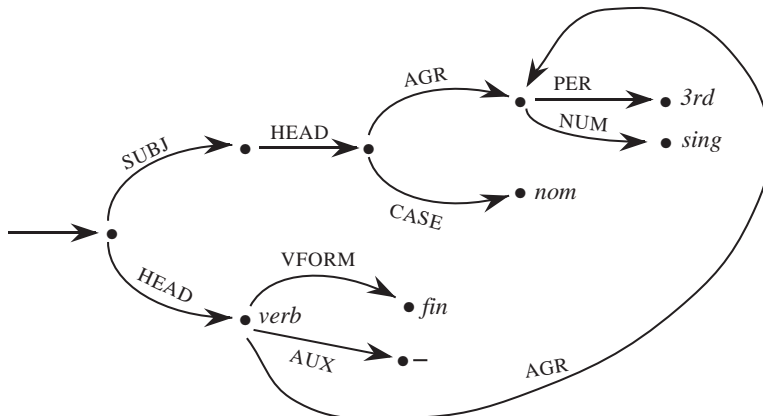 AGR
PER
3rd
NUM
sing
SUBJ
HEAD
CASE
nom
HEAD
VFORM
fin
verb
AUX
–
AGR